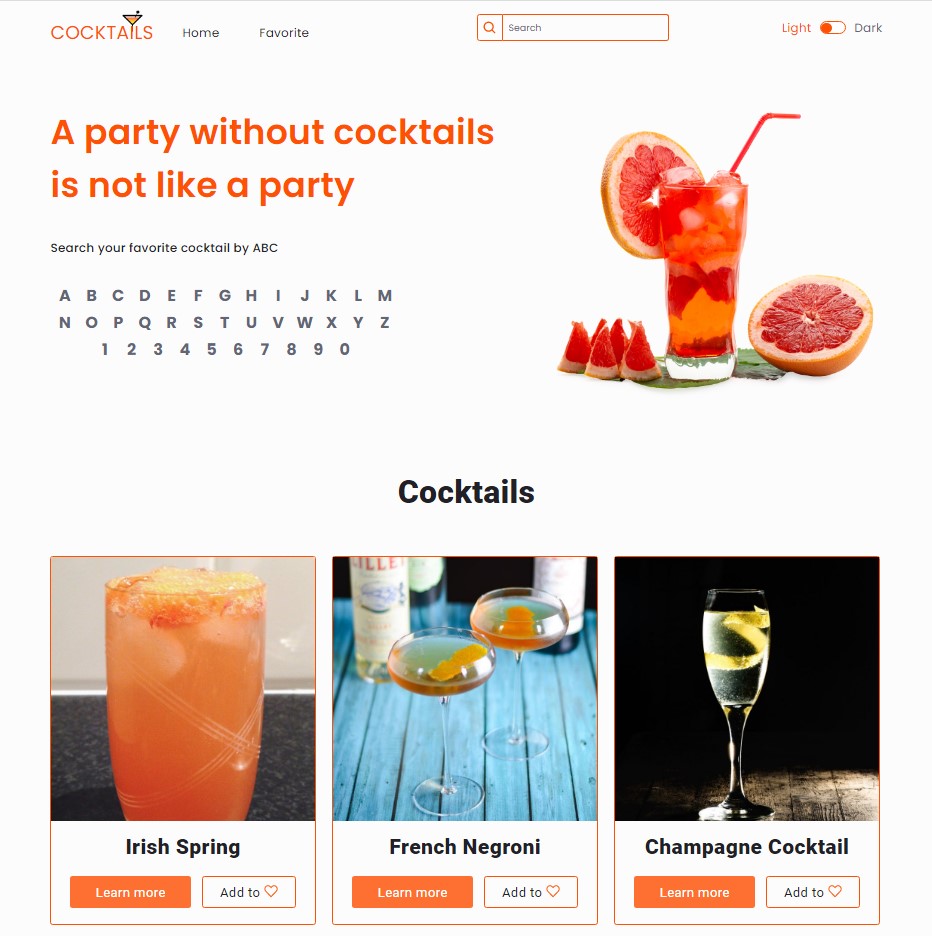 COCKTAILS Home Favorite Search Light Dark
A party without cocktails
is not like a party
Search your favorite cocktail by ABC
A B C D E F G H I J K L M
N O P Q R S T U V W X Y Z
1 2 3 4 5 6 7 8 9 0
Cocktails
LILLET
Irish Spring
Learn more Add to
French Negroni
Learn more Add to
Champagne Cocktail
Learn more Add to